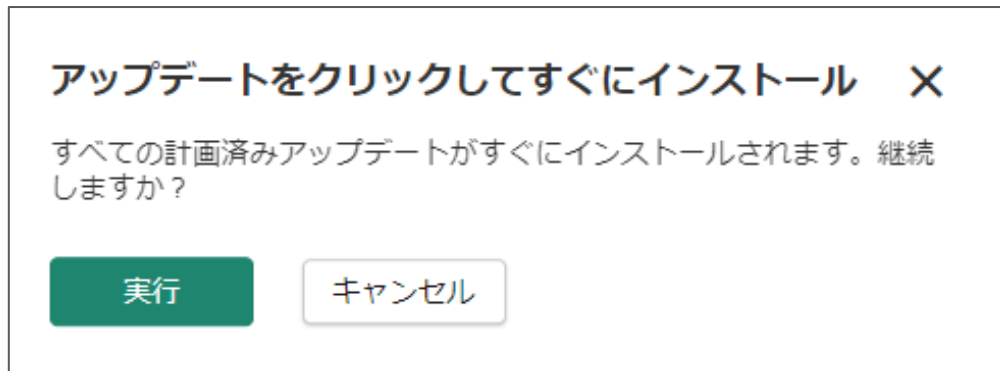 アップデートをクリックしてすぐにインストール
すべての計画済みアップデートがすぐにインストールされます。継続
しますか？
実行
キャンセル